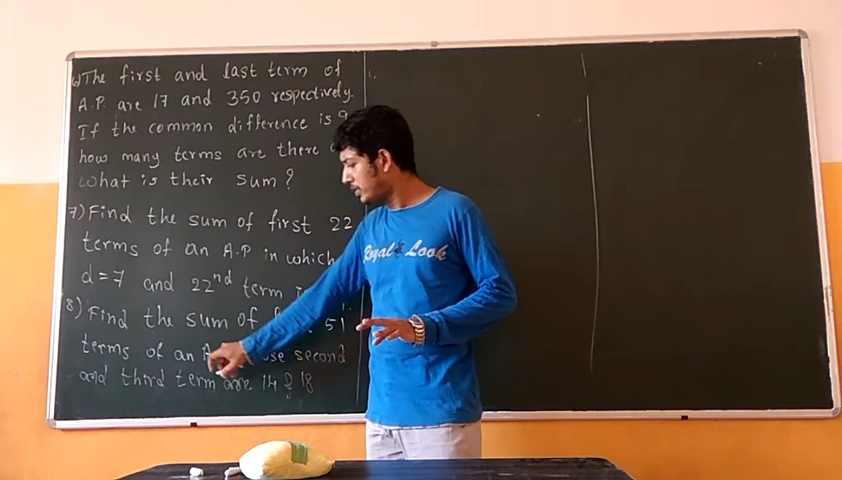 6) The first and last term of
A.P. are 17 and 350 respectively.
If the common difference is 9
how many terms are there
what is their sum?
7) Find the sum of first 22
terms of an A.P in which
d = 7 and 22nd term
8) Find the sum of 51
terms of an second
and third term are 14 & 18
Royal Look